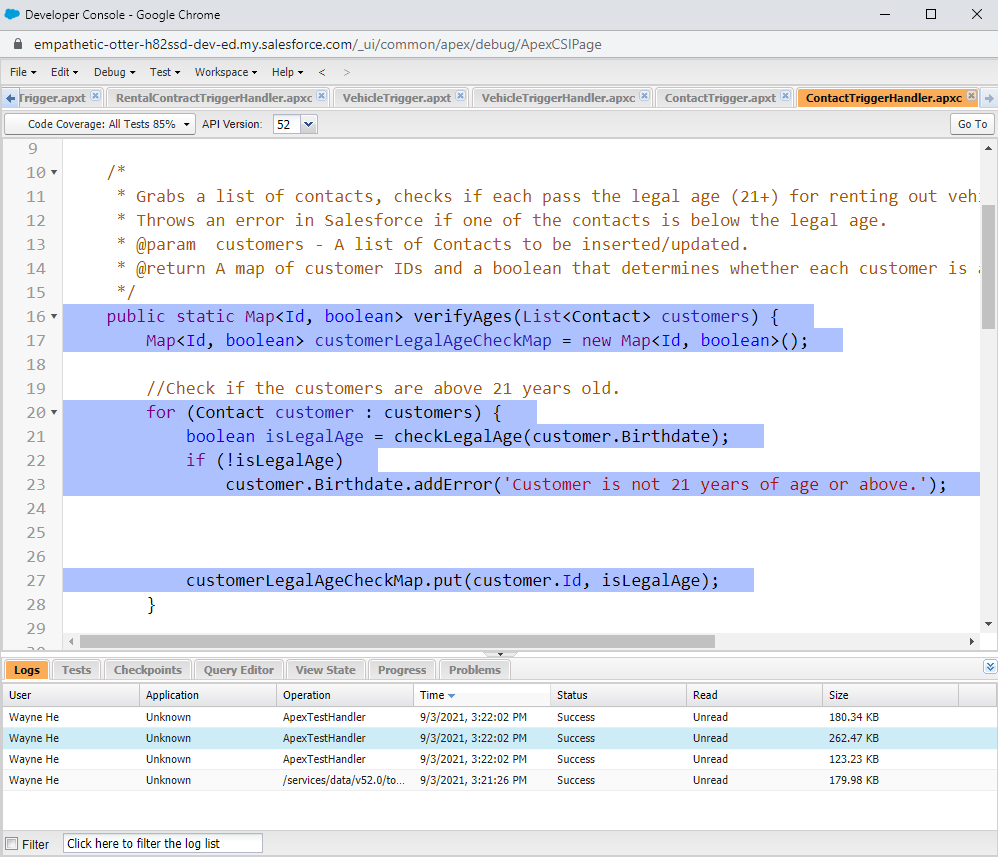 Developer Console - Google Chrome
empathetic-otter-h82ssd-dev-ed.my.salesforce.com/_ui/common/apex/debug/ApexCSIPage
File Edit Debug Test Workspace Help < >
Trigger.apxt RentalContractTriggerHandler.apxc VehicleTrigger.apxt VehicleTriggerHandler.apxc ContactTrigger.apxt ContactTriggerHandler.apxc
Code Coverage: All Tests 85% API Version: 52 Go To
9
10 /*
11 * Grabs a list of contacts, checks if each pass the legal age (21+) for renting out
12 * Throws an error in Salesforce if one of the contacts is below the legal age.
13 * @param customers - A list of Contacts to be inserted/updated.
14 * @return A map of customer IDs and a boolean that determines whether each customer is
15 */
16 public static Map<Id, boolean> verifyAges(List<Contact> customers) {
17 Map<Id, boolean> customerLegalAgeCheckMap = new Map<Id, boolean>();
18
19 //Check if the customers are above 21 years old.
20 for (Contact customer : customers) {
21 boolean isLegalAge = checkLegalAge(customer.Birthdate);
22 if (!isLegalAge)
23 customer.Birthdate.addError('Customer is not 21 years of age or above.');
24
25
26
27 customerLegalAgeCheckMap.put(customer.Id, isLegalAge);
28 }
29
Logs Tests Checkpoints Query Editor View State Progress Problems
User Application Operation Time Status Read Size
Wayne He Unknown ApexTestHandler 9/3/2021, 3:22:02 PM Success Unread 180.34 KB
Wayne He Unknown ApexTestHandler 9/3/2021, 3:22:02 PM Success Unread 262.47 KB
Wayne He Unknown ApexTestHandler 9/3/2021, 3:22:02 PM Success Unread 123.23 KB
Wayne He Unknown /services/data/v52.0/to... 9/3/2021, 3:21:26 PM Success Unread 179.98 KB
Filter Click here to filter the log list